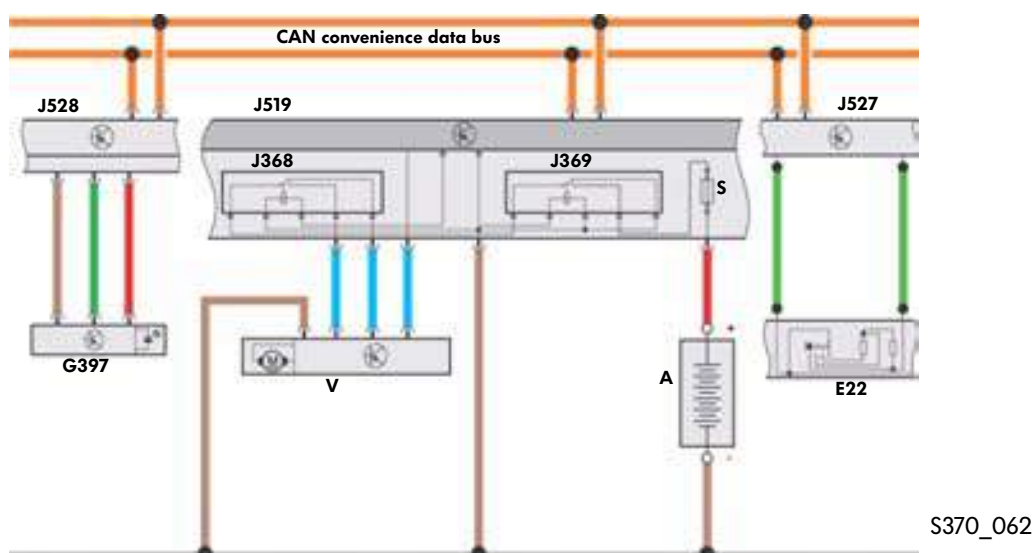 CAN convenience data bus
J528
J519
J527
J368
J369
S
G397
M
V
A
+
-
E22
S370_062